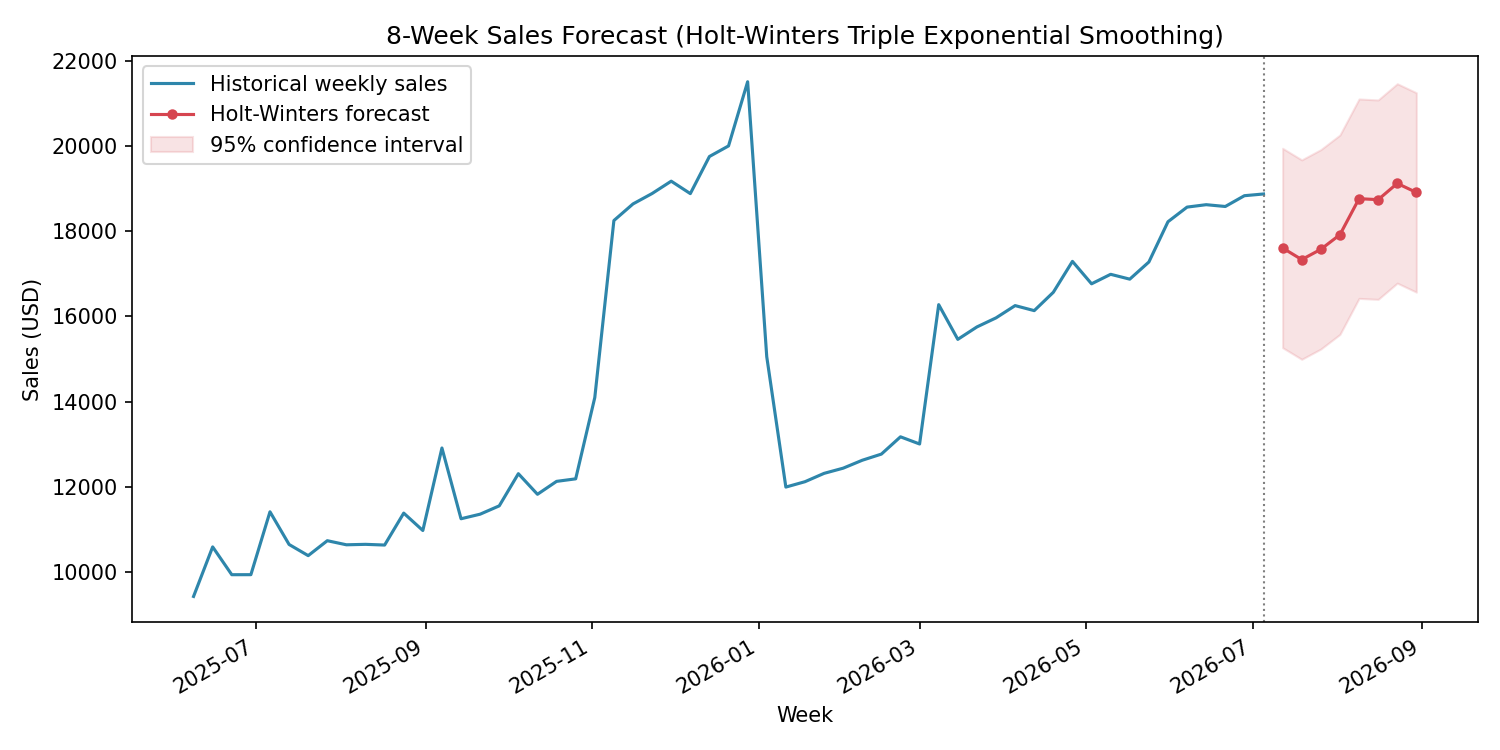 8-Week Sales Forecast (Holt-Winters Triple Exponential Smoothing)
Historical weekly sales
Holt-Winters forecast
95% confidence interval
Sales (USD)
22000
20000
18000
16000
14000
12000
10000
2025-07
2025-09
2025-11
2026-01
2026-03
2026-05
2026-07
2026-09
Week